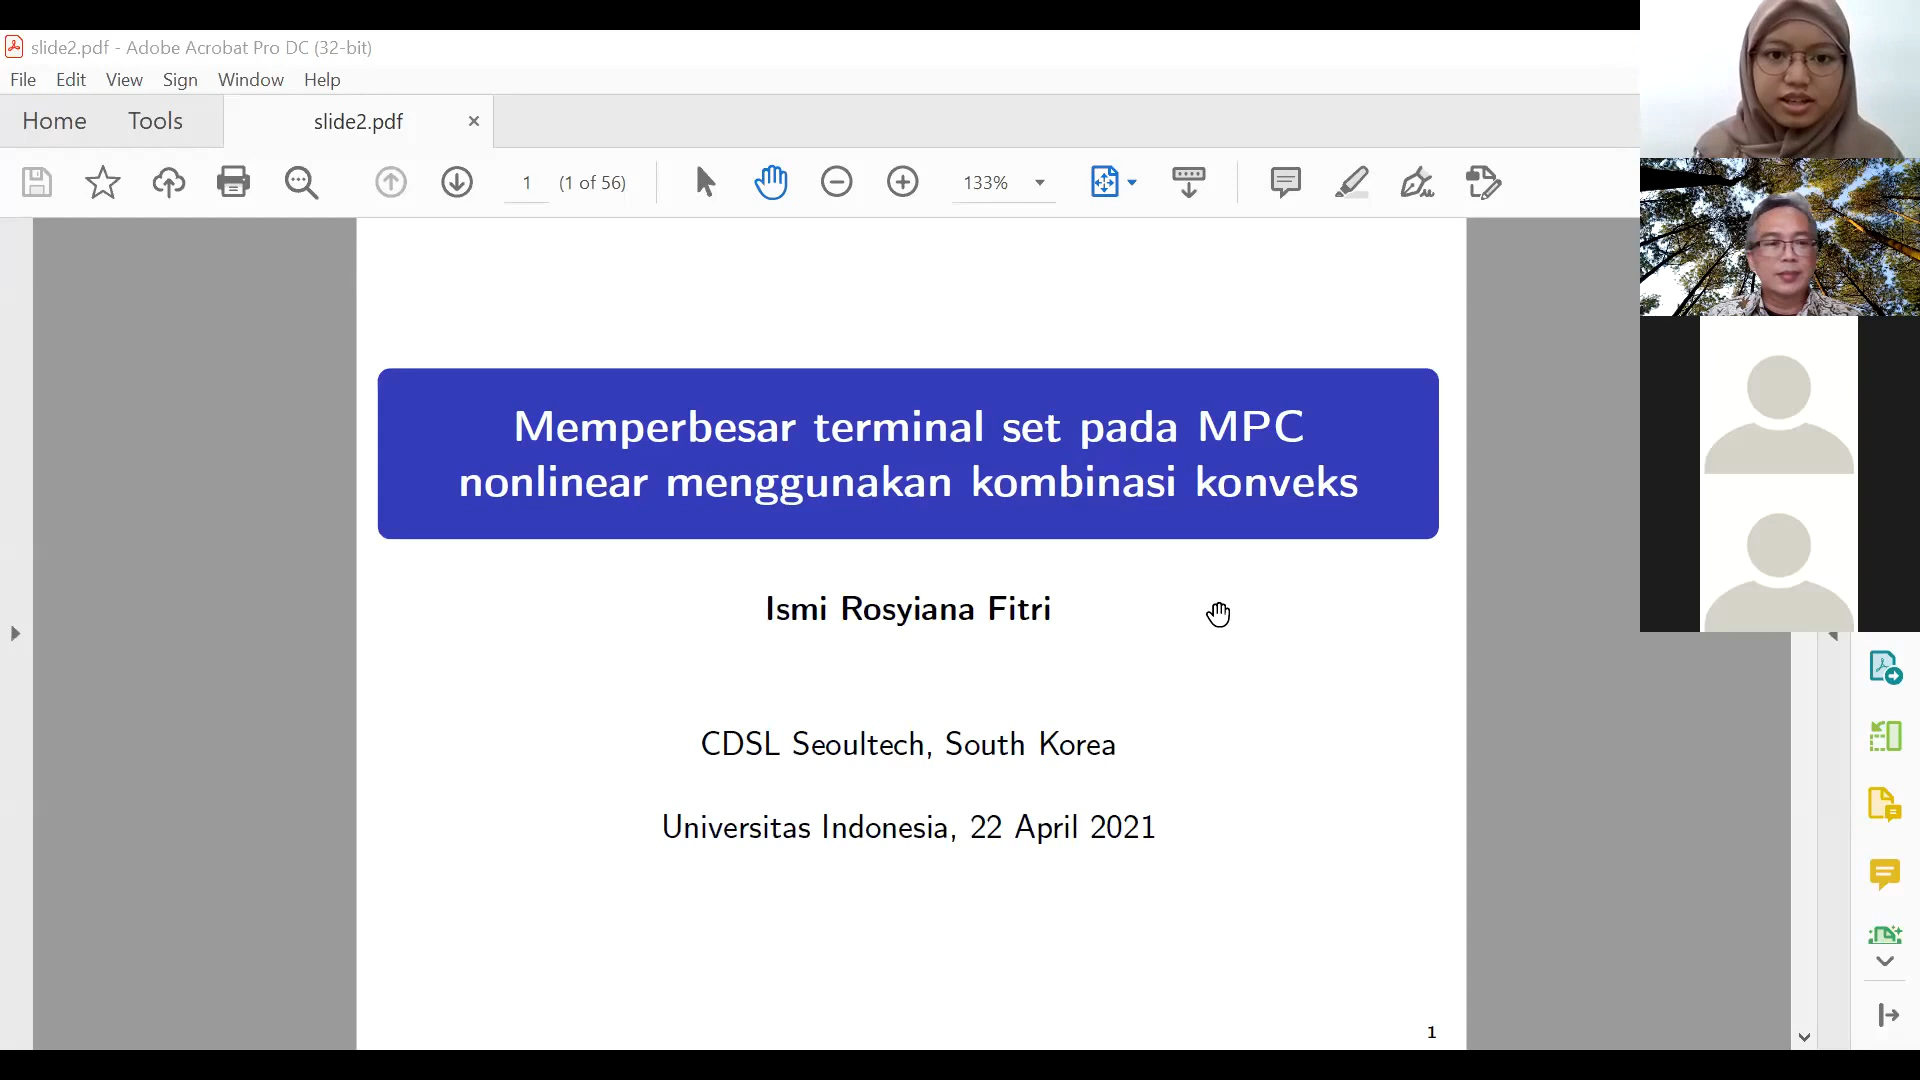 slide2.pdf - Adobe Acrobat Pro DC (32-bit)
File Edit View Sign Window Help
Home Tools slide2.pdf
1 (1 of 56) 133%
Memperbesar terminal set pada MPC
nonlinear menggunakan kombinasi konveks
Ismi Rosyiana Fitri
CDSL Seoultech, South Korea
Universitas Indonesia, 22 April 2021
1